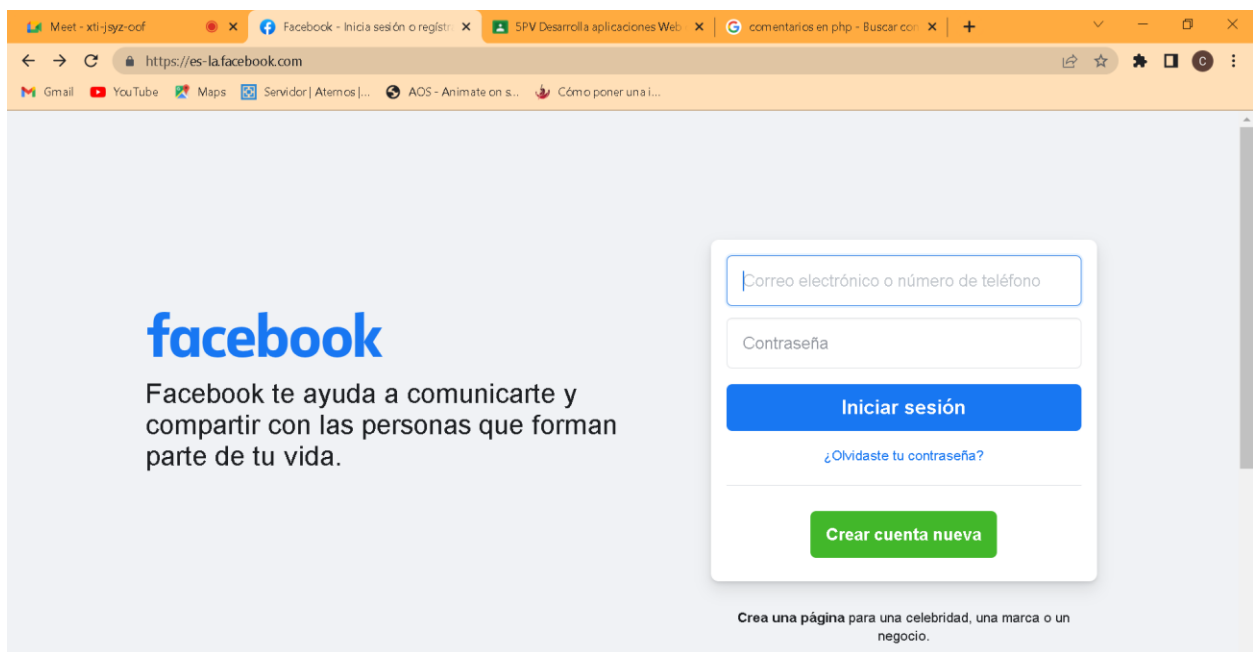 Meet - xti-jsyz-oof
Facebook - Inicia sesión o regístr
5PV Desarrolla aplicaciones Web
comentarios en php - Buscar con
https://es-la.facebook.com
C
Gmail
YouTube
Maps
Servidor | Aternos |...
AOS - Animate on s...
Cómo poner una i...
facebook
Facebook te ayuda a comunicarte y
compartir con las personas que forman
parte de tu vida.
Correo electrónico o número de teléfono
Contraseña
Iniciar sesión
¿Olvidaste tu contraseña?
Crear cuenta nueva
Crea una página para una celebridad, una marca o un
negocio.